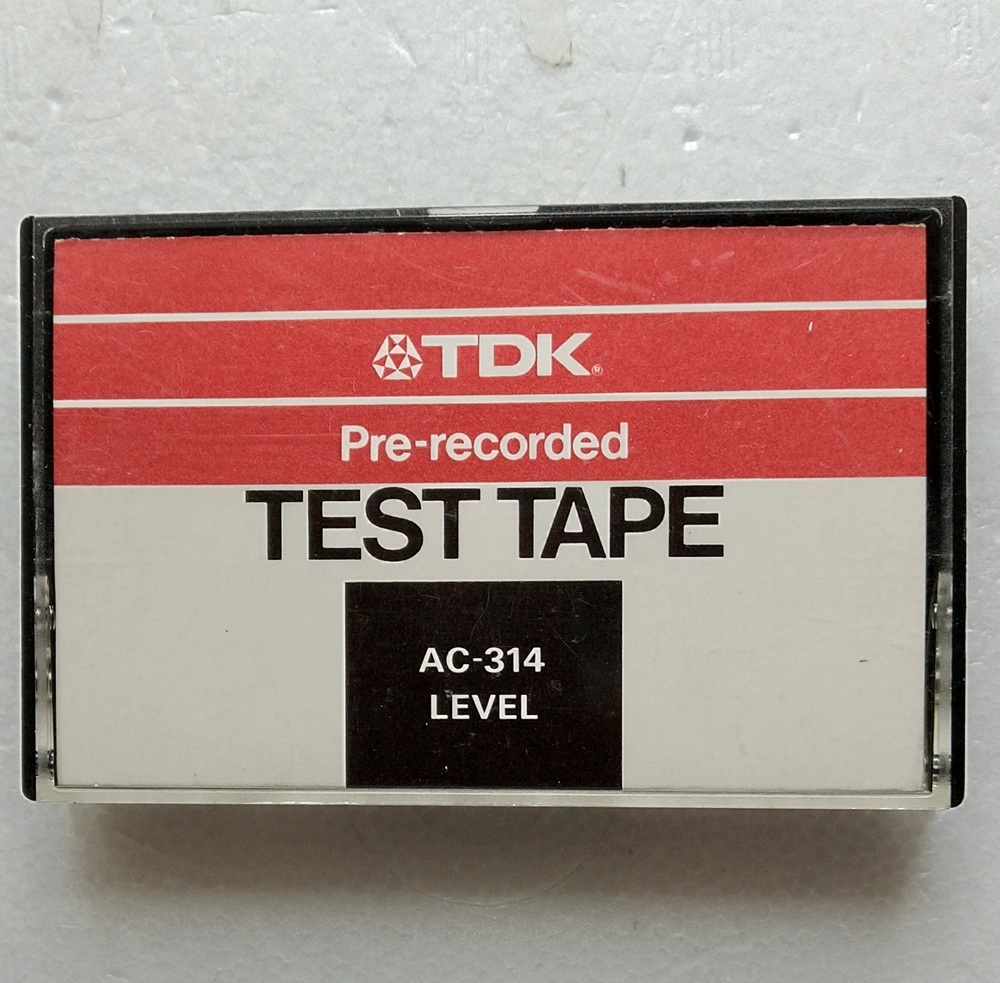 TDK®
Pre-recorded
TEST TAPE
AC-314
LEVEL